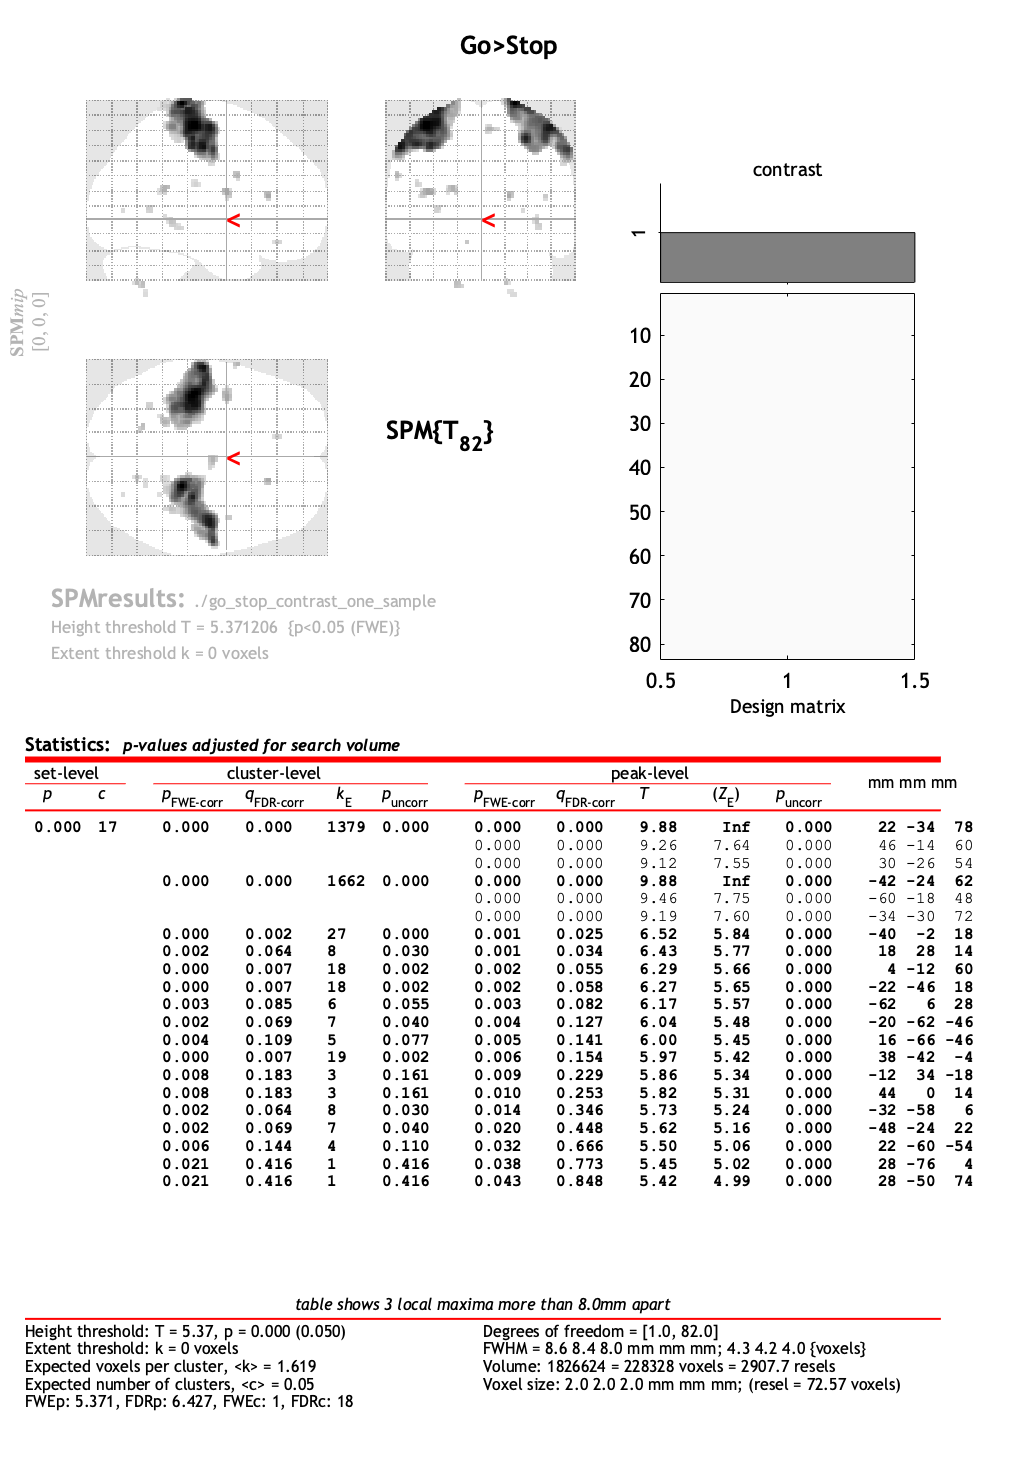 Go>Stop
<
<
<
SPMmip
[0, 0, 0]
SPM{T82}
contrast
1
10
20
30
40
50
60
70
80
0.5 1 1.5
Design matrix
SPMresults: ./go_stop_contrast_one_sample
Height threshold T = 5.371206 {p<0.05 (FWE)}
Extent threshold k = 0 voxels
Statistics: p-values adjusted for search volume
set-level cluster-level peak-level mm mm mm
p c pFWE-corr qFDR-corr kE puncorr pFWE-corr qFDR-corr T (ZE) puncorr
0.000 17 0.000 0.000 1379 0.000 0.000 0.000 9.88 Inf 0.000 22 -34 78
0.000 0.000 9.26 7.64 0.000 46 -14 60
0.000 0.000 9.12 7.55 0.000 30 -26 54
0.000 0.000 1662 0.000 0.000 0.000 9.88 Inf 0.000 -42 -24 62
0.000 0.000 9.46 7.75 0.000 -60 -18 48
0.000 0.000 9.19 7.60 0.000 -34 -30 72
0.000 0.002 27 0.000 0.001 0.025 6.52 5.84 0.000 -40 -2 18
0.002 0.064 8 0.030 0.001 0.034 6.43 5.77 0.000 18 28 14
0.000 0.007 18 0.002 0.002 0.055 6.29 5.66 0.000 4 -12 60
0.000 0.007 18 0.002 0.002 0.058 6.27 5.65 0.000 -22 -46 18
0.003 0.085 6 0.055 0.003 0.082 6.17 5.57 0.000 -62 6 28
0.002 0.069 7 0.040 0.004 0.127 6.04 5.48 0.000 -20 -62 -46
0.004 0.109 5 0.077 0.005 0.141 6.00 5.45 0.000 16 -66 -46
0.000 0.007 19 0.002 0.006 0.154 5.97 5.42 0.000 38 -42 -4
0.008 0.183 3 0.161 0.009 0.229 5.86 5.34 0.000 -12 34 -18
0.008 0.183 3 0.161 0.010 0.253 5.82 5.31 0.000 44 0 14
0.002 0.064 8 0.030 0.014 0.346 5.73 5.24 0.000 -32 -58 6
0.002 0.069 7 0.040 0.020 0.448 5.62 5.16 0.000 -48 -24 22
0.006 0.144 4 0.110 0.032 0.666 5.50 5.06 0.000 22 -60 -54
0.021 0.416 1 0.416 0.038 0.773 5.45 5.02 0.000 28 -76 4
0.021 0.416 1 0.416 0.043 0.848 5.42 4.99 0.000 28 -50 74
table shows 3 local maxima more than 8.0mm apart
Height threshold: T = 5.37, p = 0.000 (0.050)
Extent threshold: k = 0 voxels
Expected voxels per cluster, <k> = 1.619
Expected number of clusters, <c> = 0.05
FWEp: 5.371, FDRp: 6.427, FWEc: 1, FDRc: 18
Degrees of freedom = [1.0, 82.0]
FWHM = 8.6 8.4 8.0 mm mm mm; 4.3 4.2 4.0 {voxels}
Volume: 1826624 = 228328 voxels = 2907.7 resels
Voxel size: 2.0 2.0 2.0 mm mm mm; (resel = 72.57 voxels)